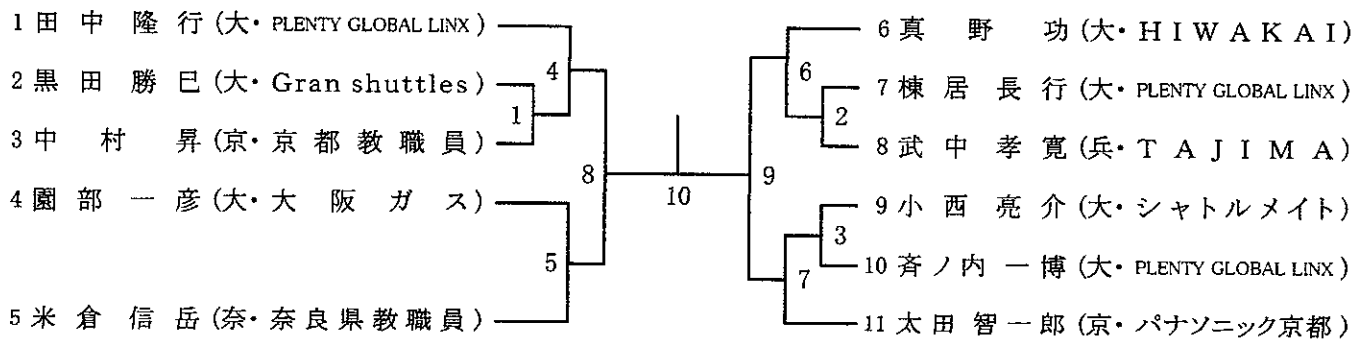 1 田中隆行 (大・PLENTY GLOBAL LINX)
2 黒田勝巳 (大・Gran shuttles)
3 中村昇 (京・京都教職員)
4 園部一彦 (大・大阪ガス)
5 米倉信岳 (奈・奈良県教職員)
1
4
5
8
10
6 真野功 (大・HIWAKAI)
7 棟居長行 (大・PLENTY GLOBAL LINX)
8 武中孝寛 (兵・TAJIMA)
9 小西亮介 (大・シャトルメイト)
10 斉ノ内一博 (大・PLENTY GLOBAL LINX)
11 太田智一郎 (京・パナソニック京都)
6
2
9
3
7